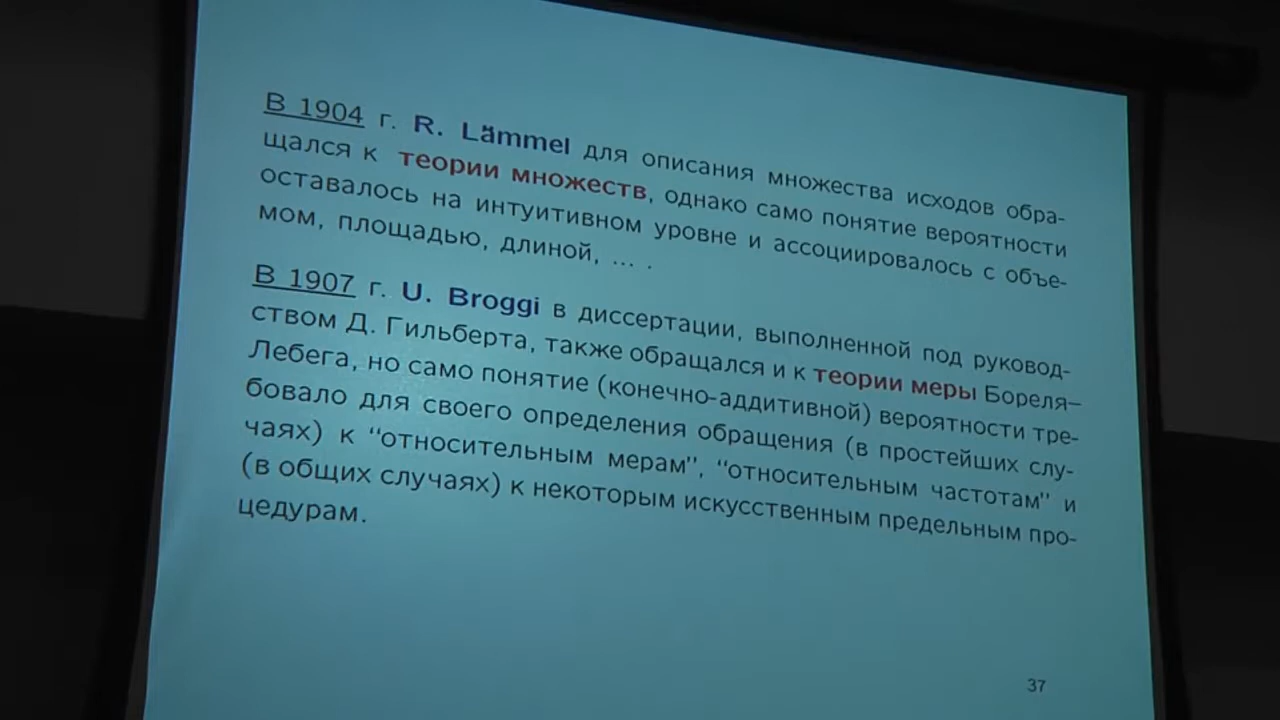 В 1904 г. R. Lämmel для описания множества исходов обра-
щался к теории множеств, однако само понятие вероятности
оставалось на интуитивном уровне и ассоциировалось с объе-
мом, площадью, длиной, ... .
В 1907 г. U. Broggi в диссертации, выполненной под руковод-
ством Д. Гильберта, также обращался и к теории меры Бореля–
Лебега, но само понятие (конечно-аддитивной) вероятности тре-
бовало для своего определения обращения (в простейших слу-
чаях) к “относительным мерам”, “относительным частотам” и
(в общих случаях) к некоторым искусственным предельным про-
цедурам.
37